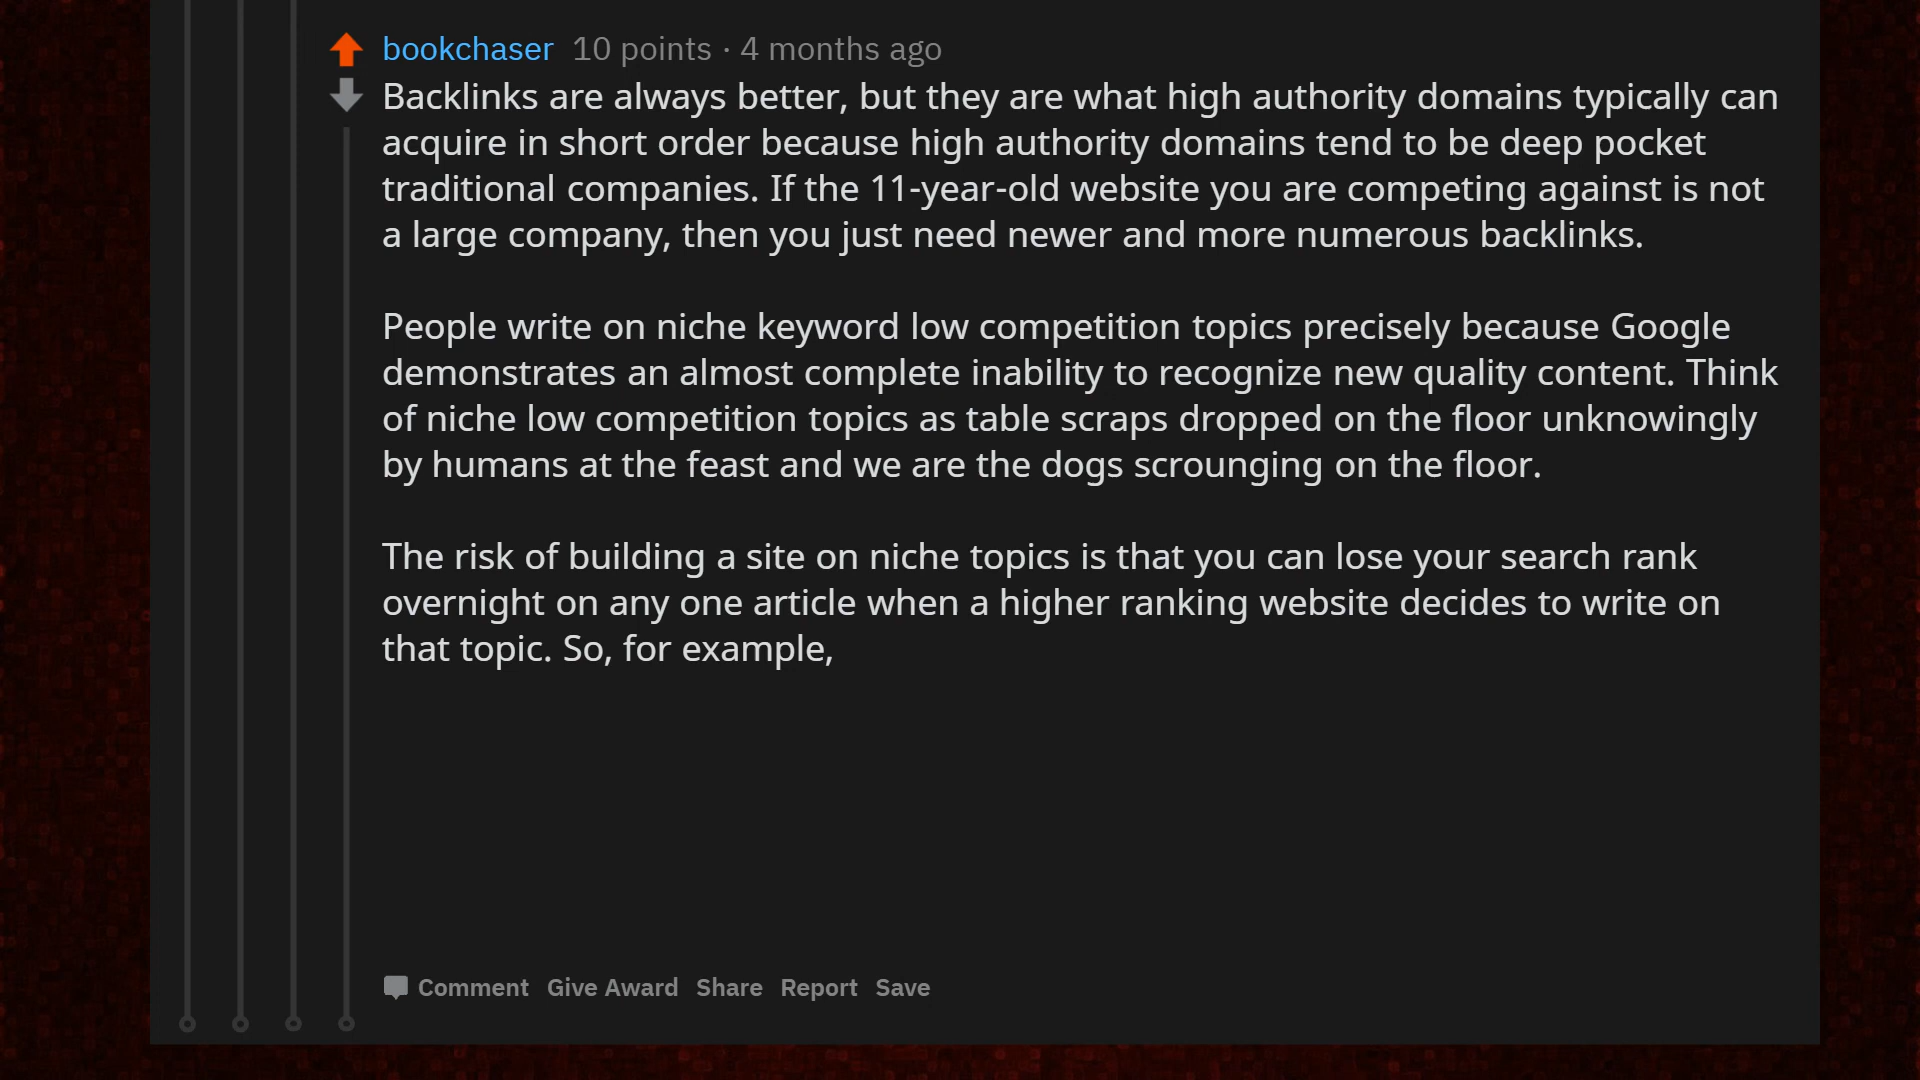 bookchaser 10 points · 4 months ago
Backlinks are always better, but they are what high authority domains typically can
acquire in short order because high authority domains tend to be deep pocket
traditional companies. If the 11-year-old website you are competing against is not
a large company, then you just need newer and more numerous backlinks.
People write on niche keyword low competition topics precisely because Google
demonstrates an almost complete inability to recognize new quality content. Think
of niche low competition topics as table scraps dropped on the floor unknowingly
by humans at the feast and we are the dogs scrounging on the floor.
The risk of building a site on niche topics is that you can lose your search rank
overnight on any one article when a higher ranking website decides to write on
that topic. So, for example,
Comment Give Award Share Report Save